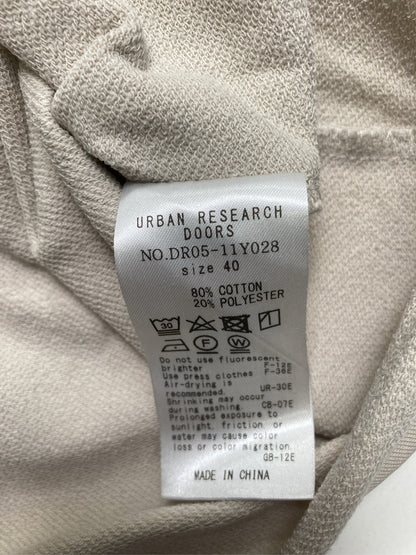 URBAN RESEARCH
DOORS
NO.DR05-11Y028
size 40
80% COTTON
20% POLYESTER
30
F W
Do not use fluorescent
brighter F-12E
Use press clothes F-36E
Air-drying is
recommended. UR-30E
Shrinking may occur
during washing. CB-07E
Prolonged exposure to
sunlight, friction, or
water may cause color
loss or color migration.
GB-12E
MADE IN CHINA